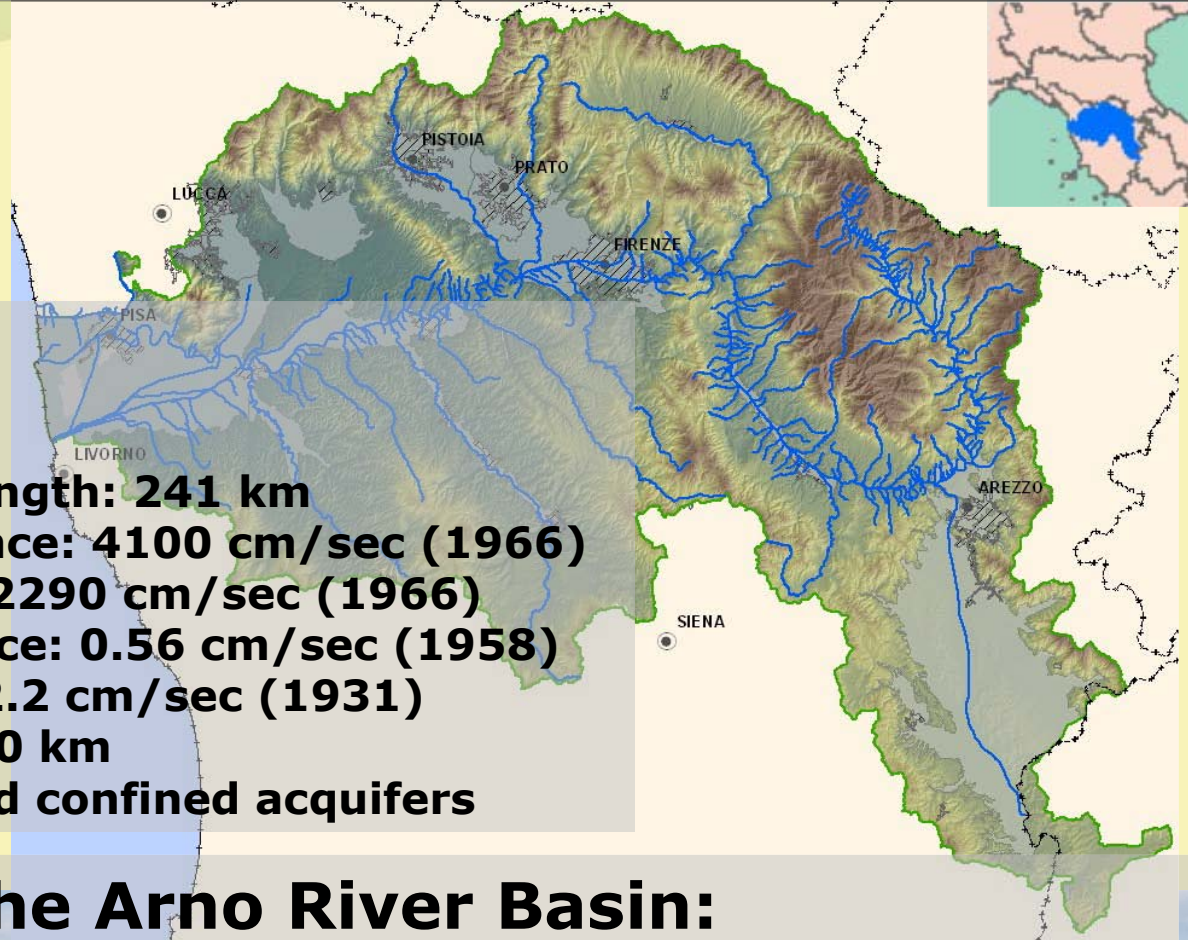 PISTOIA
PRATO
LUCCA
FIRENZE
PISA
LIVORNO
AREZZO
SIENA
ngth: 241 km
nce: 4100 cm/sec (1966)
2290 cm/sec (1966)
ce: 0.56 cm/sec (1958)
2.2 cm/sec (1931)
0 km
d confined acquifers
he Arno River Basin: